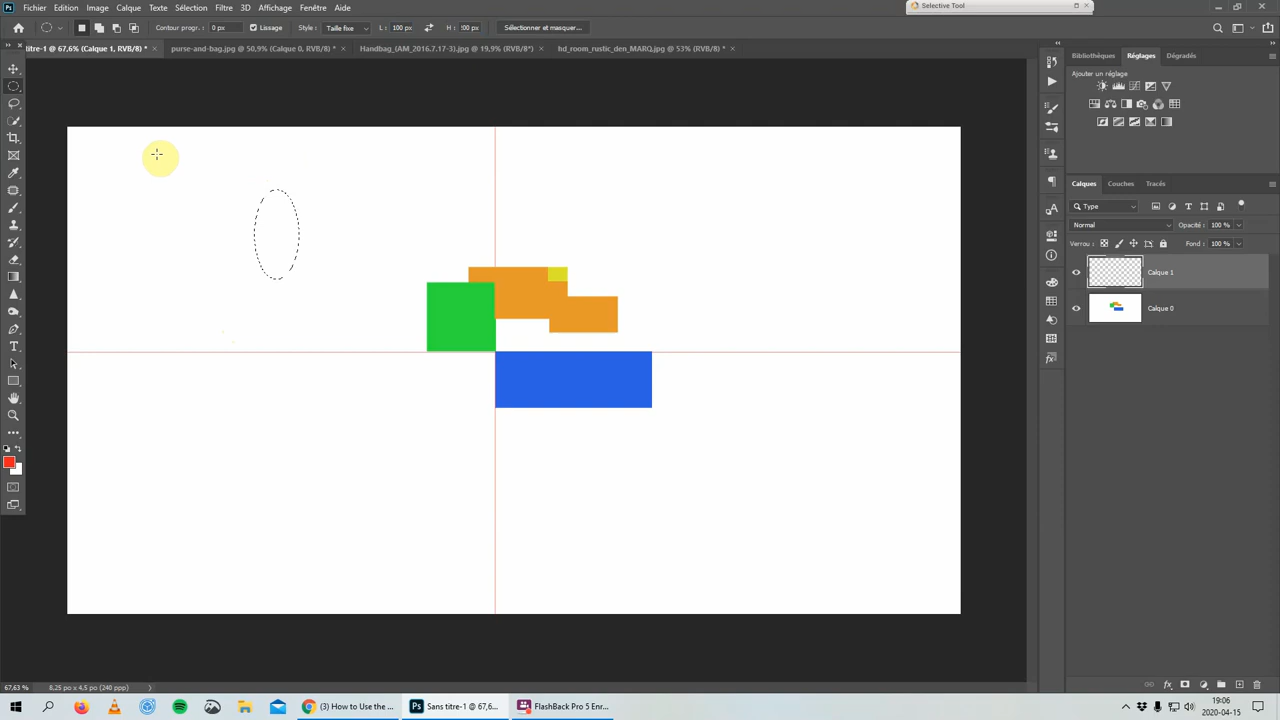 Selective Tool
Fichier Edition Image Calque Texte Sélection Filtre 3D Affichage Fenêtre Aide
Contour progr. : 0 px Lissage Style : Taille fixe L : 100 px H : 200 px Sélectionner et masquer...
titre-1 @ 67,6% (Calque 1, RVB/8) * × purse-and-bag.jpg @ 50,9% (Calque 0, RVB/8) * × Handbag_(AM_2016.7.17-3).jpg @ 19,9% (RVB/8*) × hd_room_rustic_den_MARQ.jpg @ 53% (RVB/8) * ×
Bibliothèques Réglages Dégradés
Ajouter un réglage
Calques Couches Tracés
Type
Normal Opacité : 100 %
Verrou : Fond : 100 %
Calque 1
Calque 0
67,63 % 8,25 po x 4,5 po (240 ppp)
(3) How to Use the ... Sans titre-1 @ 67,6... FlashBack Pro 5 Enr...
19:06
2020-04-15